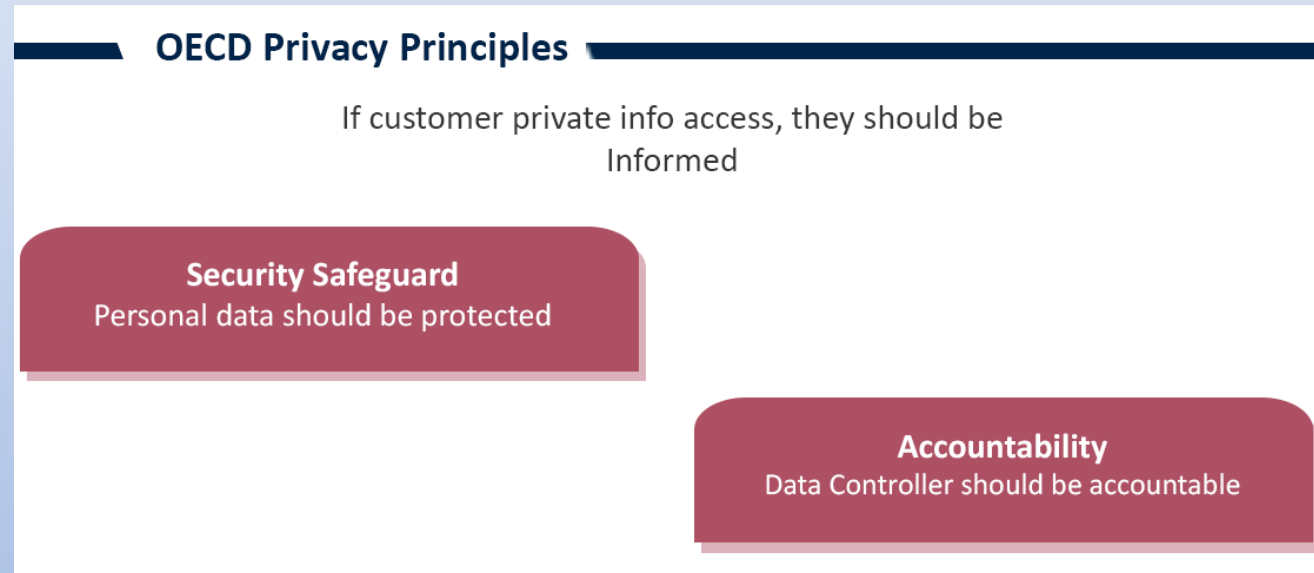 OECD Privacy Principles
If customer private info access, they should be
Informed
Security Safeguard
Personal data should be protected
Accountability
Data Controller should be accountable